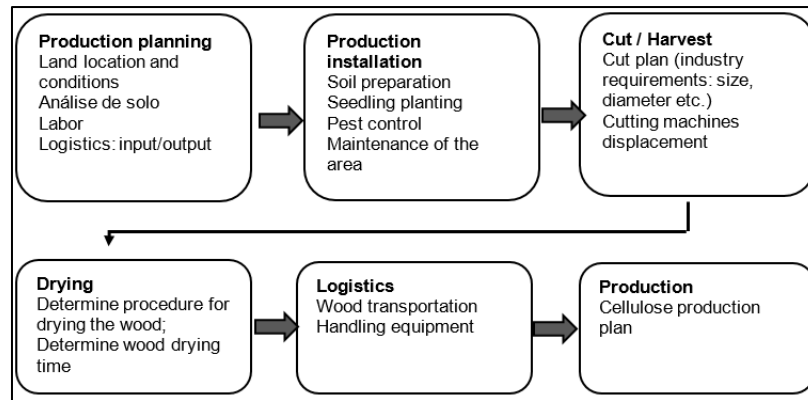 Production planning
Land location and
conditions
Análise de solo
Labor
Logistics: input/output
Production
installation
Soil preparation
Seedling planting
Pest control
Maintenance of the
area
Cut / Harvest
Cut plan (industry
requirements: size,
diameter etc.)
Cutting machines
displacement
Drying
Determine procedure for
drying the wood;
Determine wood drying
time
Logistics
Wood transportation
Handling equipment
Production
Cellulose production
plan